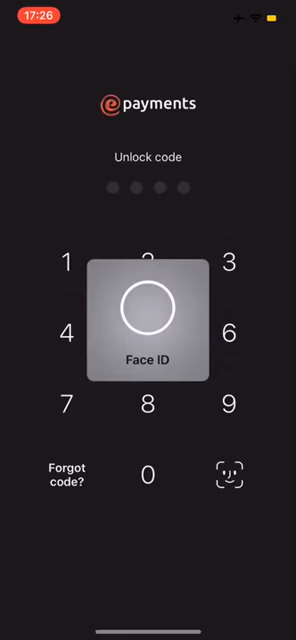 17:26
epayments
Unlock code
1
3
4
Face ID
6
7 8 9
Forgot
code?
0